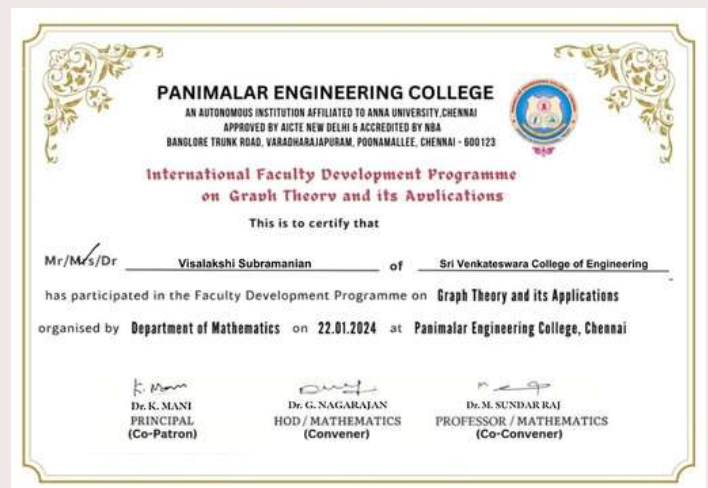 PANIMALAR ENGINEERING COLLEGE
AN AUTONOMOUS INSTITUTION AFFILIATED TO ANNA UNIVERSITY,CHENNAI
APPROVED BY AICTE NEW DELHI & ACCREDITED BY NBA
BANGLORE TRUNK ROAD, VARADHARAJAPURAM, POONAMALLEE, CHENNAI - 600 123
International Faculty Development Programme
on Graph Theory and its Applications
This is to certify that
Mr/Mrs/Dr Visalakshi Subramanian of Sri Venkateswara College of Engineering
has participated in the Faculty Development Programme on Graph Theory and its Applications
organised by Department of Mathematics on 22.01.2024 at Panimalar Engineering College, Chennai
K. Mani
Dr. K. MANI Dr. G. NAGARAJAN Dr. M. SUNDAR RAJ
PRINCIPAL HOD / MATHEMATICS PROFESSOR / MATHEMATICS
(Co-Patron) (Convener) (Co-Convener)